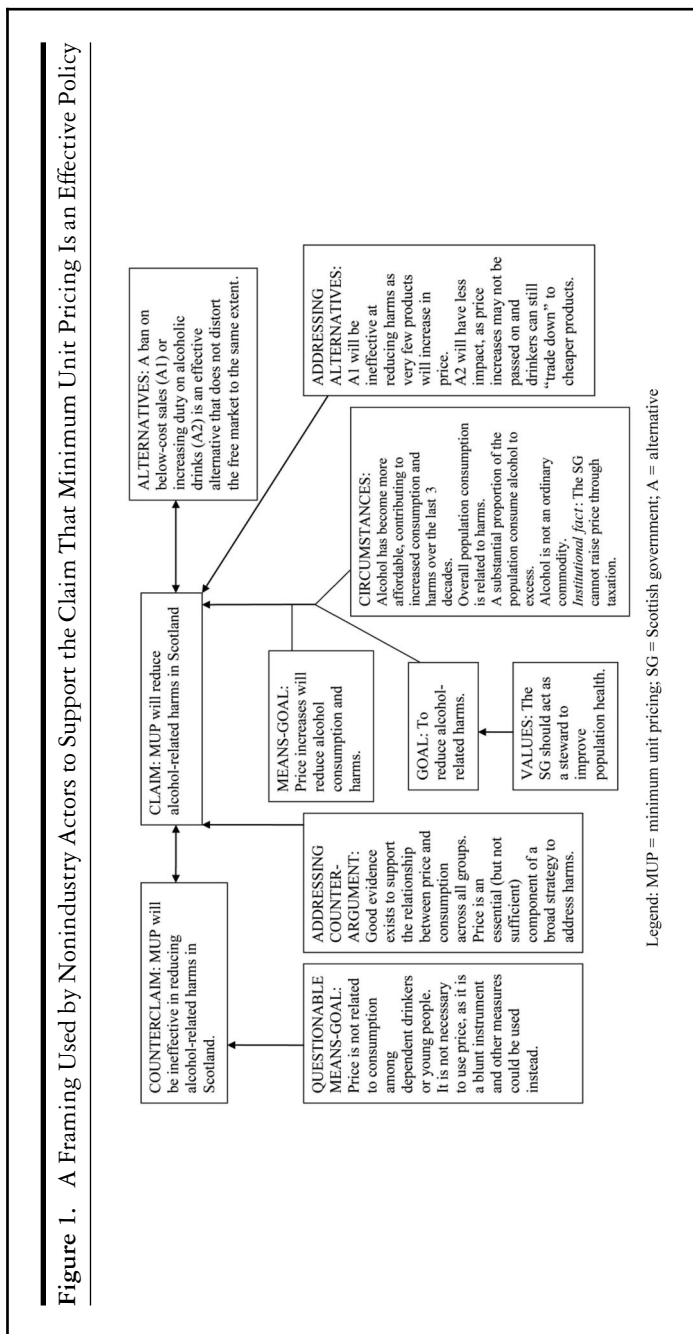 Figure 1. A Framing Used by Nonindustry Actors to Support the Claim That Minimum Unit Pricing Is an Effective Policy
COUNTERCLAIM: MUP will
be ineffective in reducing
alcohol-related harms in
Scotland.
CLAIM: MUP will reduce
alcohol-related harms in Scotland
ALTERNATIVES: A ban on
below-cost sales (A1) or
increasing duty on alcoholic
drinks (A2) is an effective
alternative that does not distort
the free market to the same extent.
QUESTIONABLE
MEANS-GOAL:
Price is not related
to consumption
among
dependent drinkers
or young people.
It is not necessary
to use price, as it is
a blunt instrument
and other measures
could be used
instead.
ADDRESSING
COUNTER-
ARGUMENT:
Good evidence
exists to support
the relationship
between price and
consumption
across all groups.
Price is an
essential (but not
sufficient)
component of a
broad strategy to
address harms.
MEANS-GOAL:
Price increases will
reduce alcohol
consumption and
harms.
GOAL: To
reduce alcohol-
related harms.
VALUES: The
SG should act as
a steward to
improve
population health.
CIRCUMSTANCES:
Alcohol has become more
affordable, contributing to
increased consumption and
harms over the last 3
decades.
Overall population consumption
is related to harms.
A substantial proportion of the
population consume alcohol to
excess.
Alcohol is not an ordinary
commodity.
Institutional fact: The SG
cannot raise price through
taxation.
ADDRESSING
ALTERNATIVES:
A1 will be
ineffective at
reducing harms as
very few products
will increase in
price.
A2 will have less
impact, as price
increases may not be
passed on and
drinkers can still
“trade down” to
cheaper products.
Legend: MUP = minimum unit pricing; SG = Scottish government; A = alternative